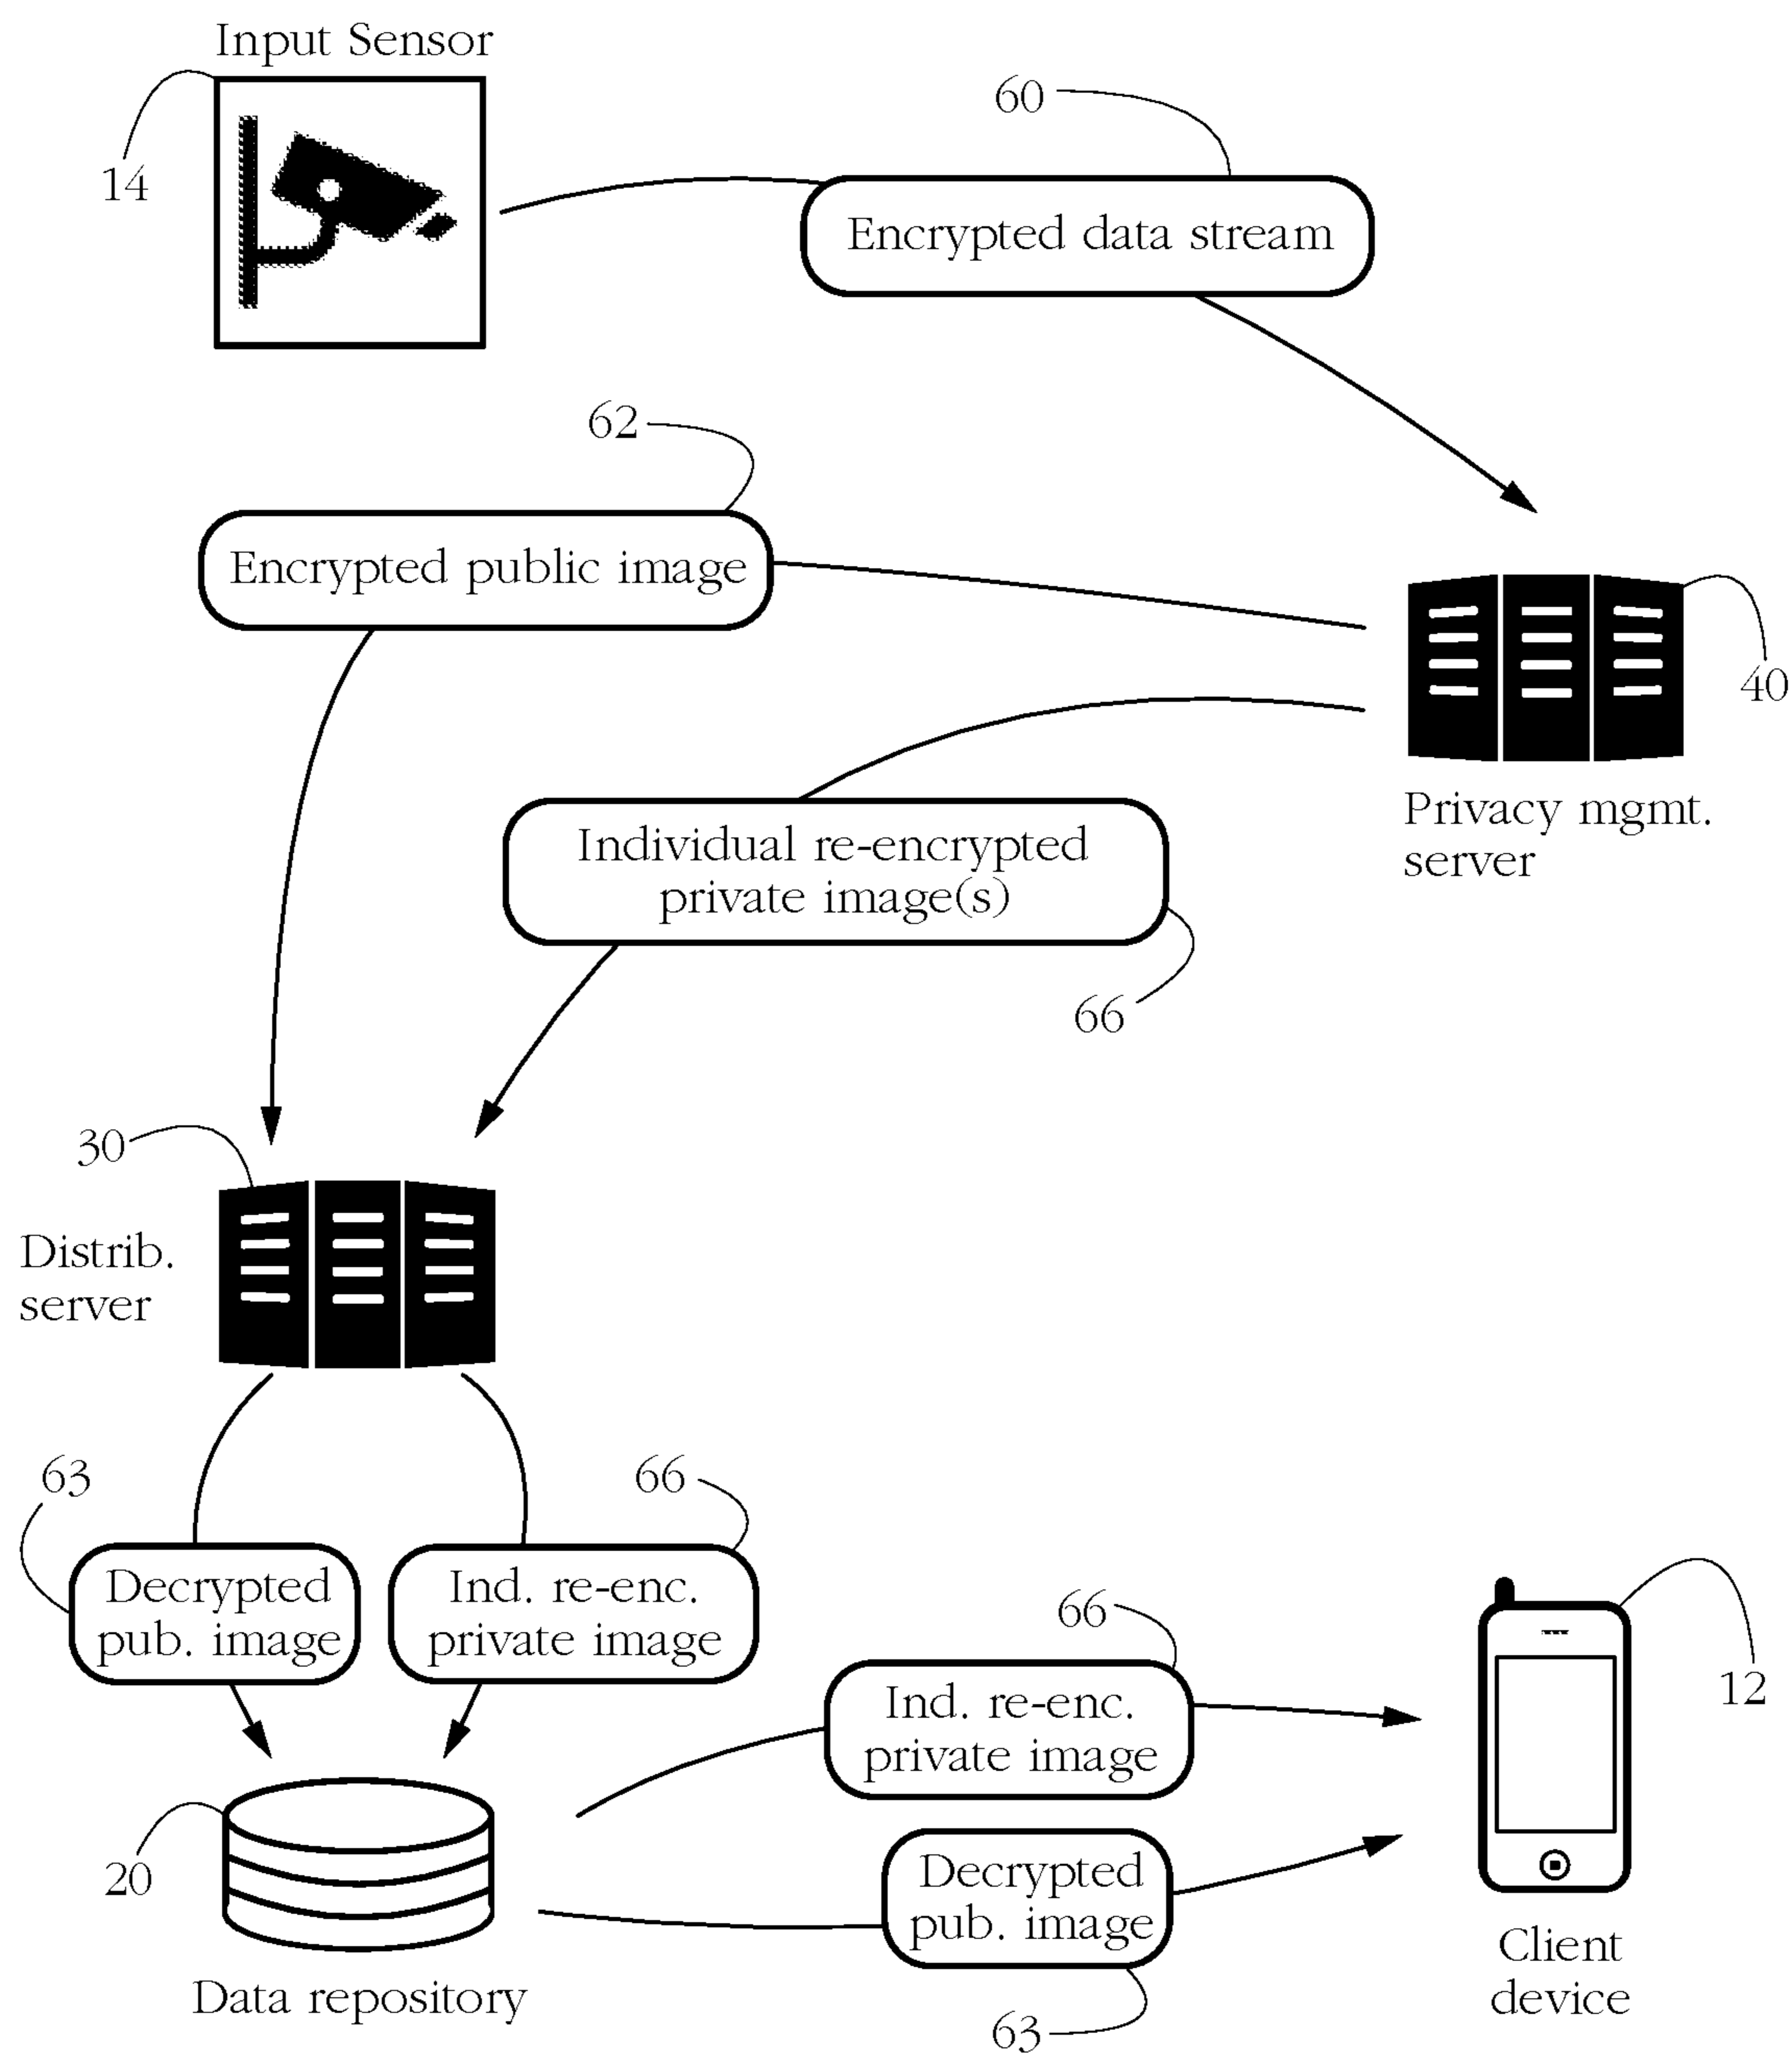 Input Sensor
14
60
Encrypted data stream
62
Encrypted public image
40
Privacy mgmt.
server
Individual re-encrypted
private image(s)
66
30
Distrib.
server
63
66
Decrypted
pub. image
Ind. re-enc.
private image
66
Ind. re-enc.
private image
12
20
Decrypted
pub. image
Client
device
Data repository
63